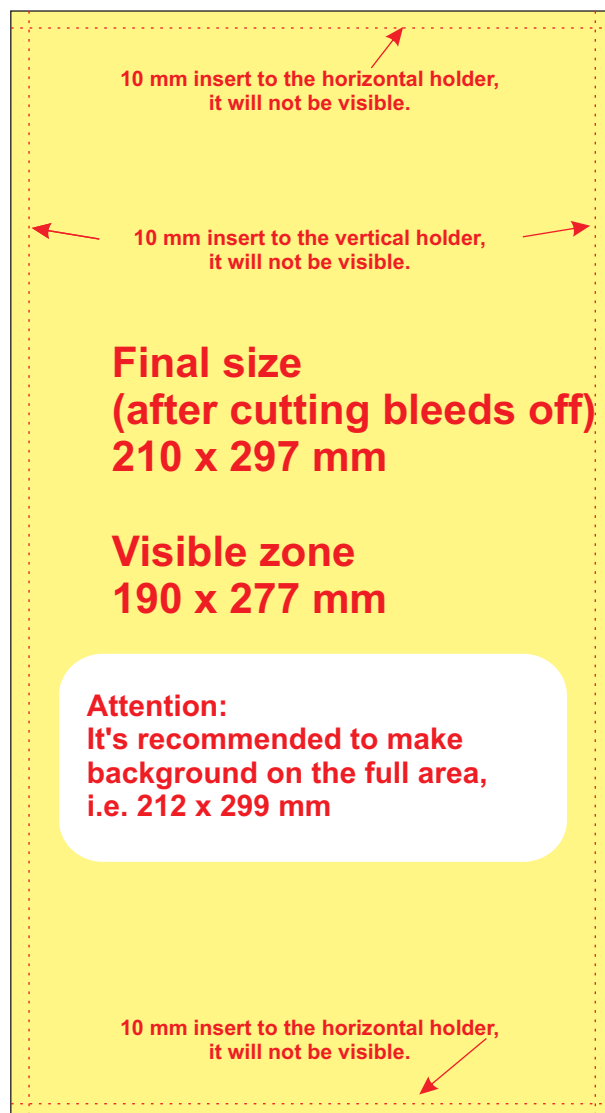 10 mm insert to the horizontal holder,
it will not be visible.
10 mm insert to the vertical holder,
it will not be visible.
Final size
(after cutting bleeds off)
210 x 297 mm
Visible zone
190 x 277 mm
Attention:
It's recommended to make
background on the full area,
i.e. 212 x 299 mm
10 mm insert to the horizontal holder,
it will not be visible.